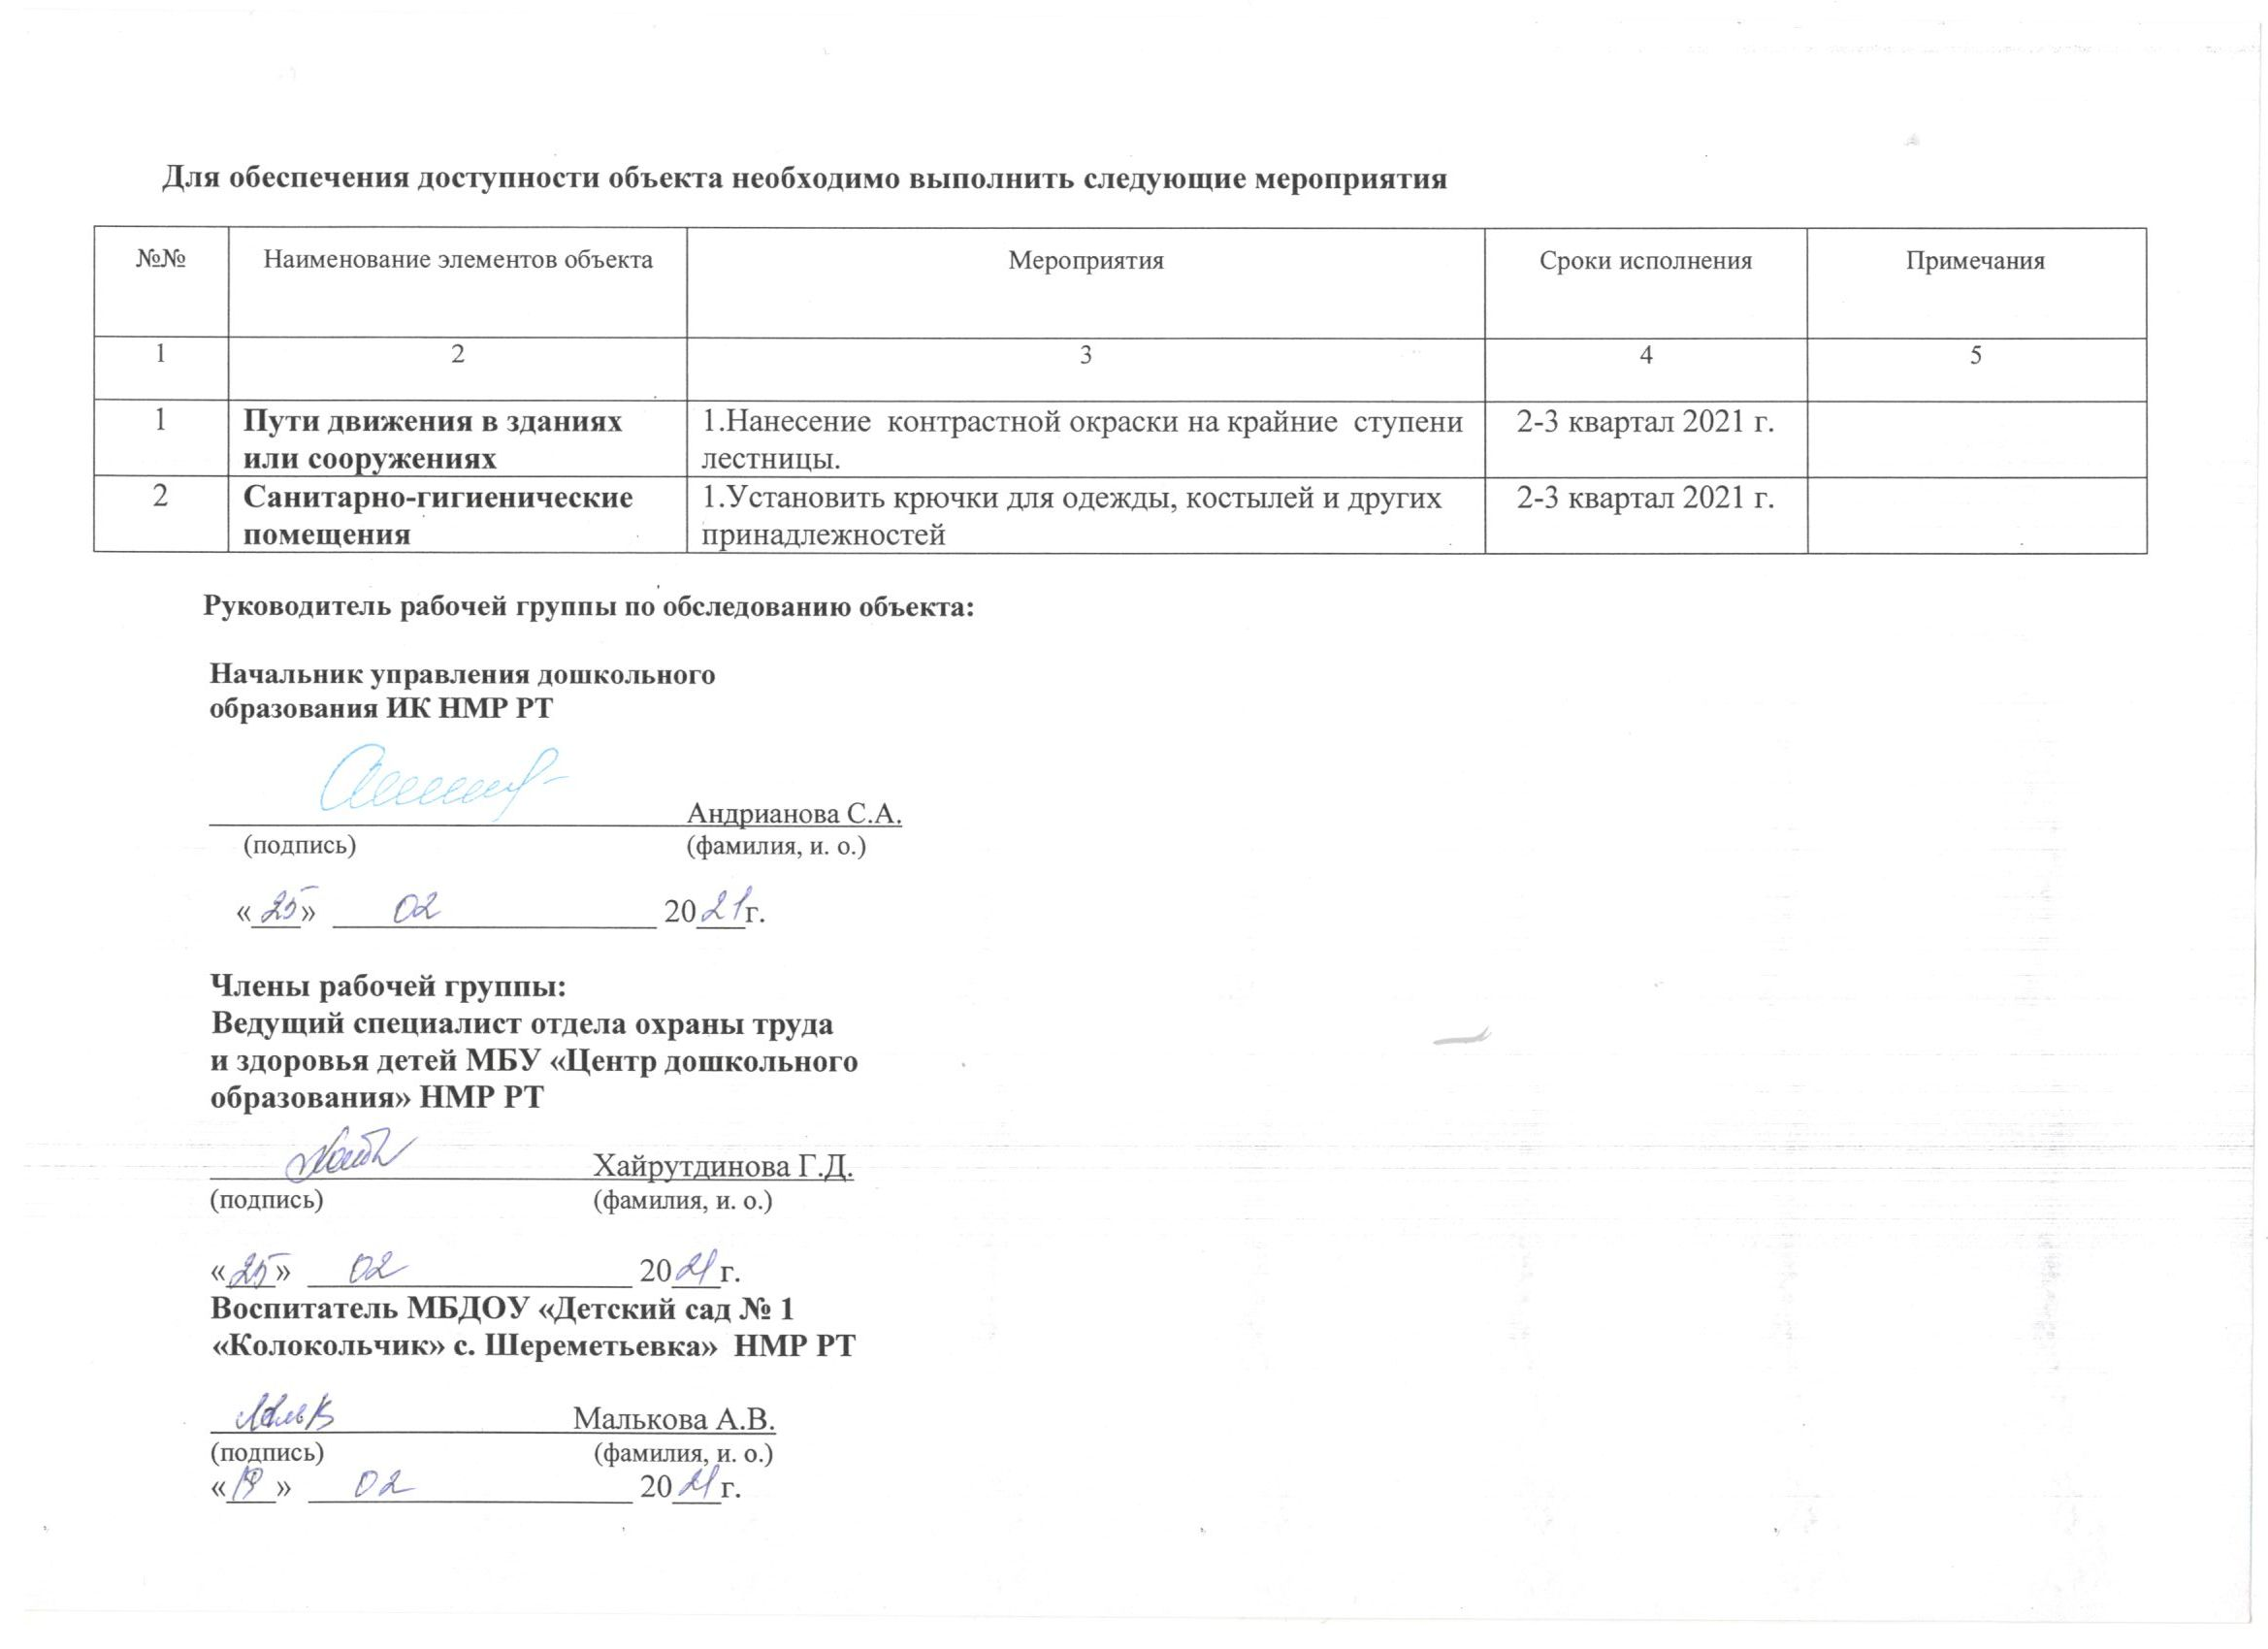 Для обеспечения доступности объекта необходимо выполнить следующие мероприятия
№№ Наименование элементов объекта Мероприятия Сроки исполнения Примечания
1 2 3 4 5
1 Пути движения в зданиях 1.Нанесение контрастной окраски на крайние ступени 2-3 квартал 2021 г.
или сооружениях лестницы.
2 Санитарно-гигиенические 1.Установить крючки для одежды, костылей и других 2-3 квартал 2021 г.
помещения принадлежностей
Руководитель рабочей группы по обследованию объекта:
Начальник управления дошкольного
образования ИК НМР РТ
Андрианова С.А.
(подпись) (фамилия, и. о.)
«25» 02 2021г.
Члены рабочей группы:
Ведущий специалист отдела охраны труда
и здоровья детей МБУ «Центр дошкольного
образования» НМР РТ
Хайрутдинова Г.Д.
(подпись) (фамилия, и. о.)
«25» 02 2021г.
Воспитатель МБДОУ «Детский сад № 1
«Колокольчик» с. Шереметьевка» НМР РТ
Малькова А.В.
(подпись) (фамилия, и. о.)
« » 02 2021г.